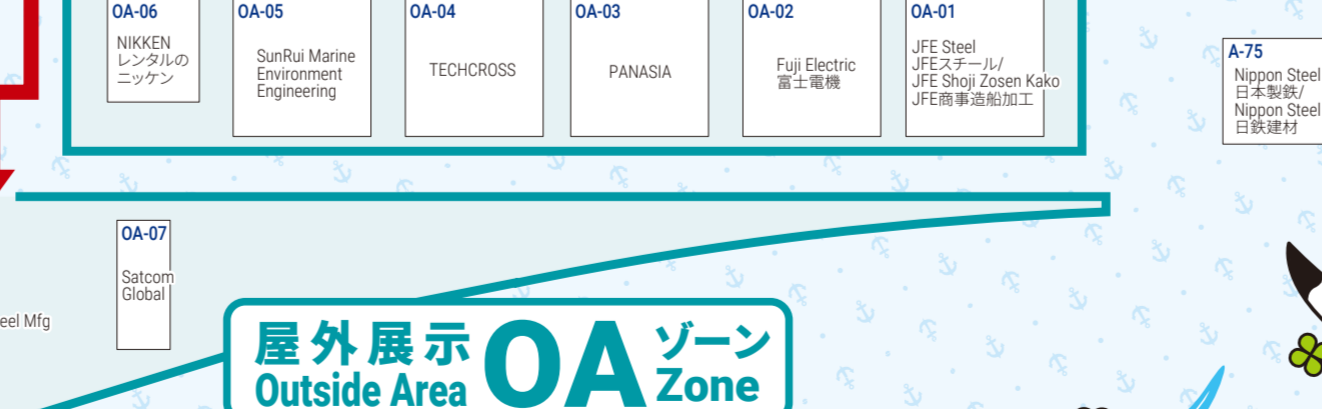 OA-06
NIKKEN
レンタルの
ニッケン
OA-05
SunRui Marine
Environment
Engineering
OA-04
TECHCROSS
OA-03
PANASIA
OA-02
Fuji Electric
富士電機
OA-01
JFE Steel
JFEスチール/
JFE Shoji Zosen Kako
JFE商事造船加工
A-75
Nippon Steel
日本製鉄/
Nippon Steel
日鉄建材
OA-07
Satcom
Global
eel Mfg
屋外展示 OA ゾーン
Outside Area Zone